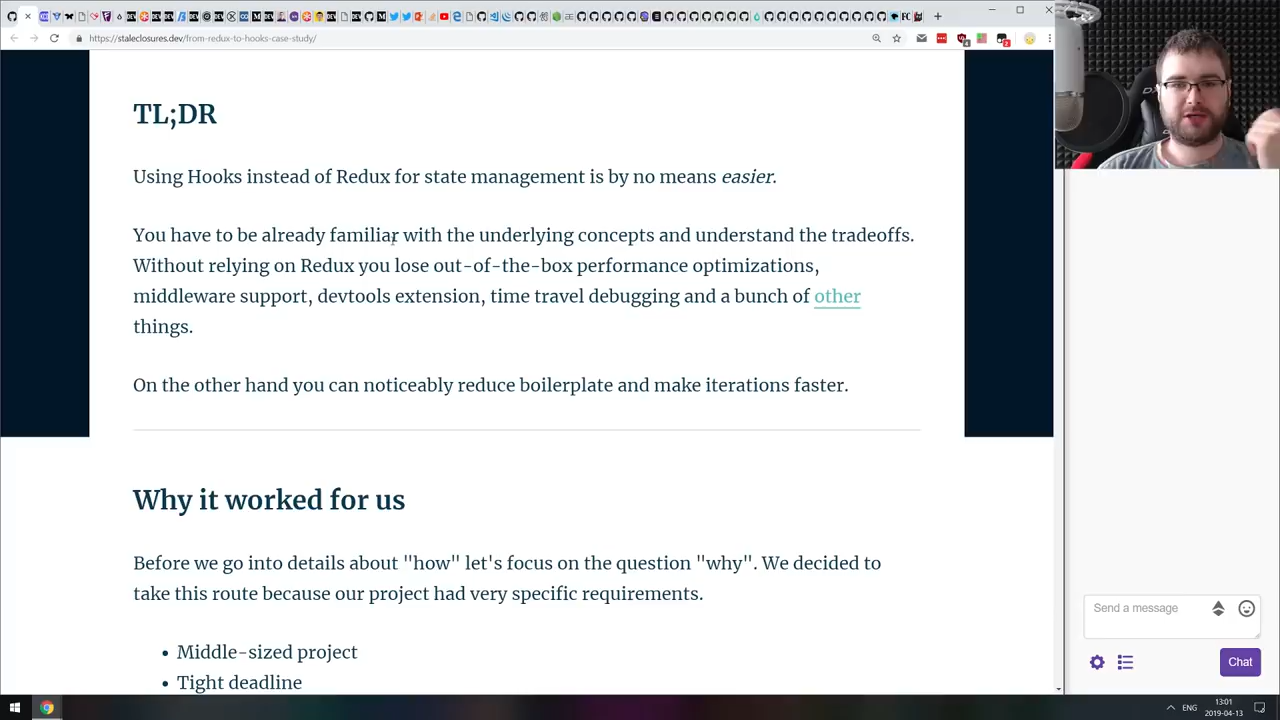 https://staleclosures.dev/from-redux-to-hooks-case-study/
TL;DR
Using Hooks instead of Redux for state management is by no means easier.
You have to be already familiar with the underlying concepts and understand the tradeoffs.
Without relying on Redux you lose out-of-the-box performance optimizations,
middleware support, devtools extension, time travel debugging and a bunch of other
things.
On the other hand you can noticeably reduce boilerplate and make iterations faster.
Why it worked for us
Before we go into details about "how" let's focus on the question "why". We decided to
take this route because our project had very specific requirements.
• Middle-sized project
• Tight deadline
Send a message
Chat
ENG
13:01
2019-04-13